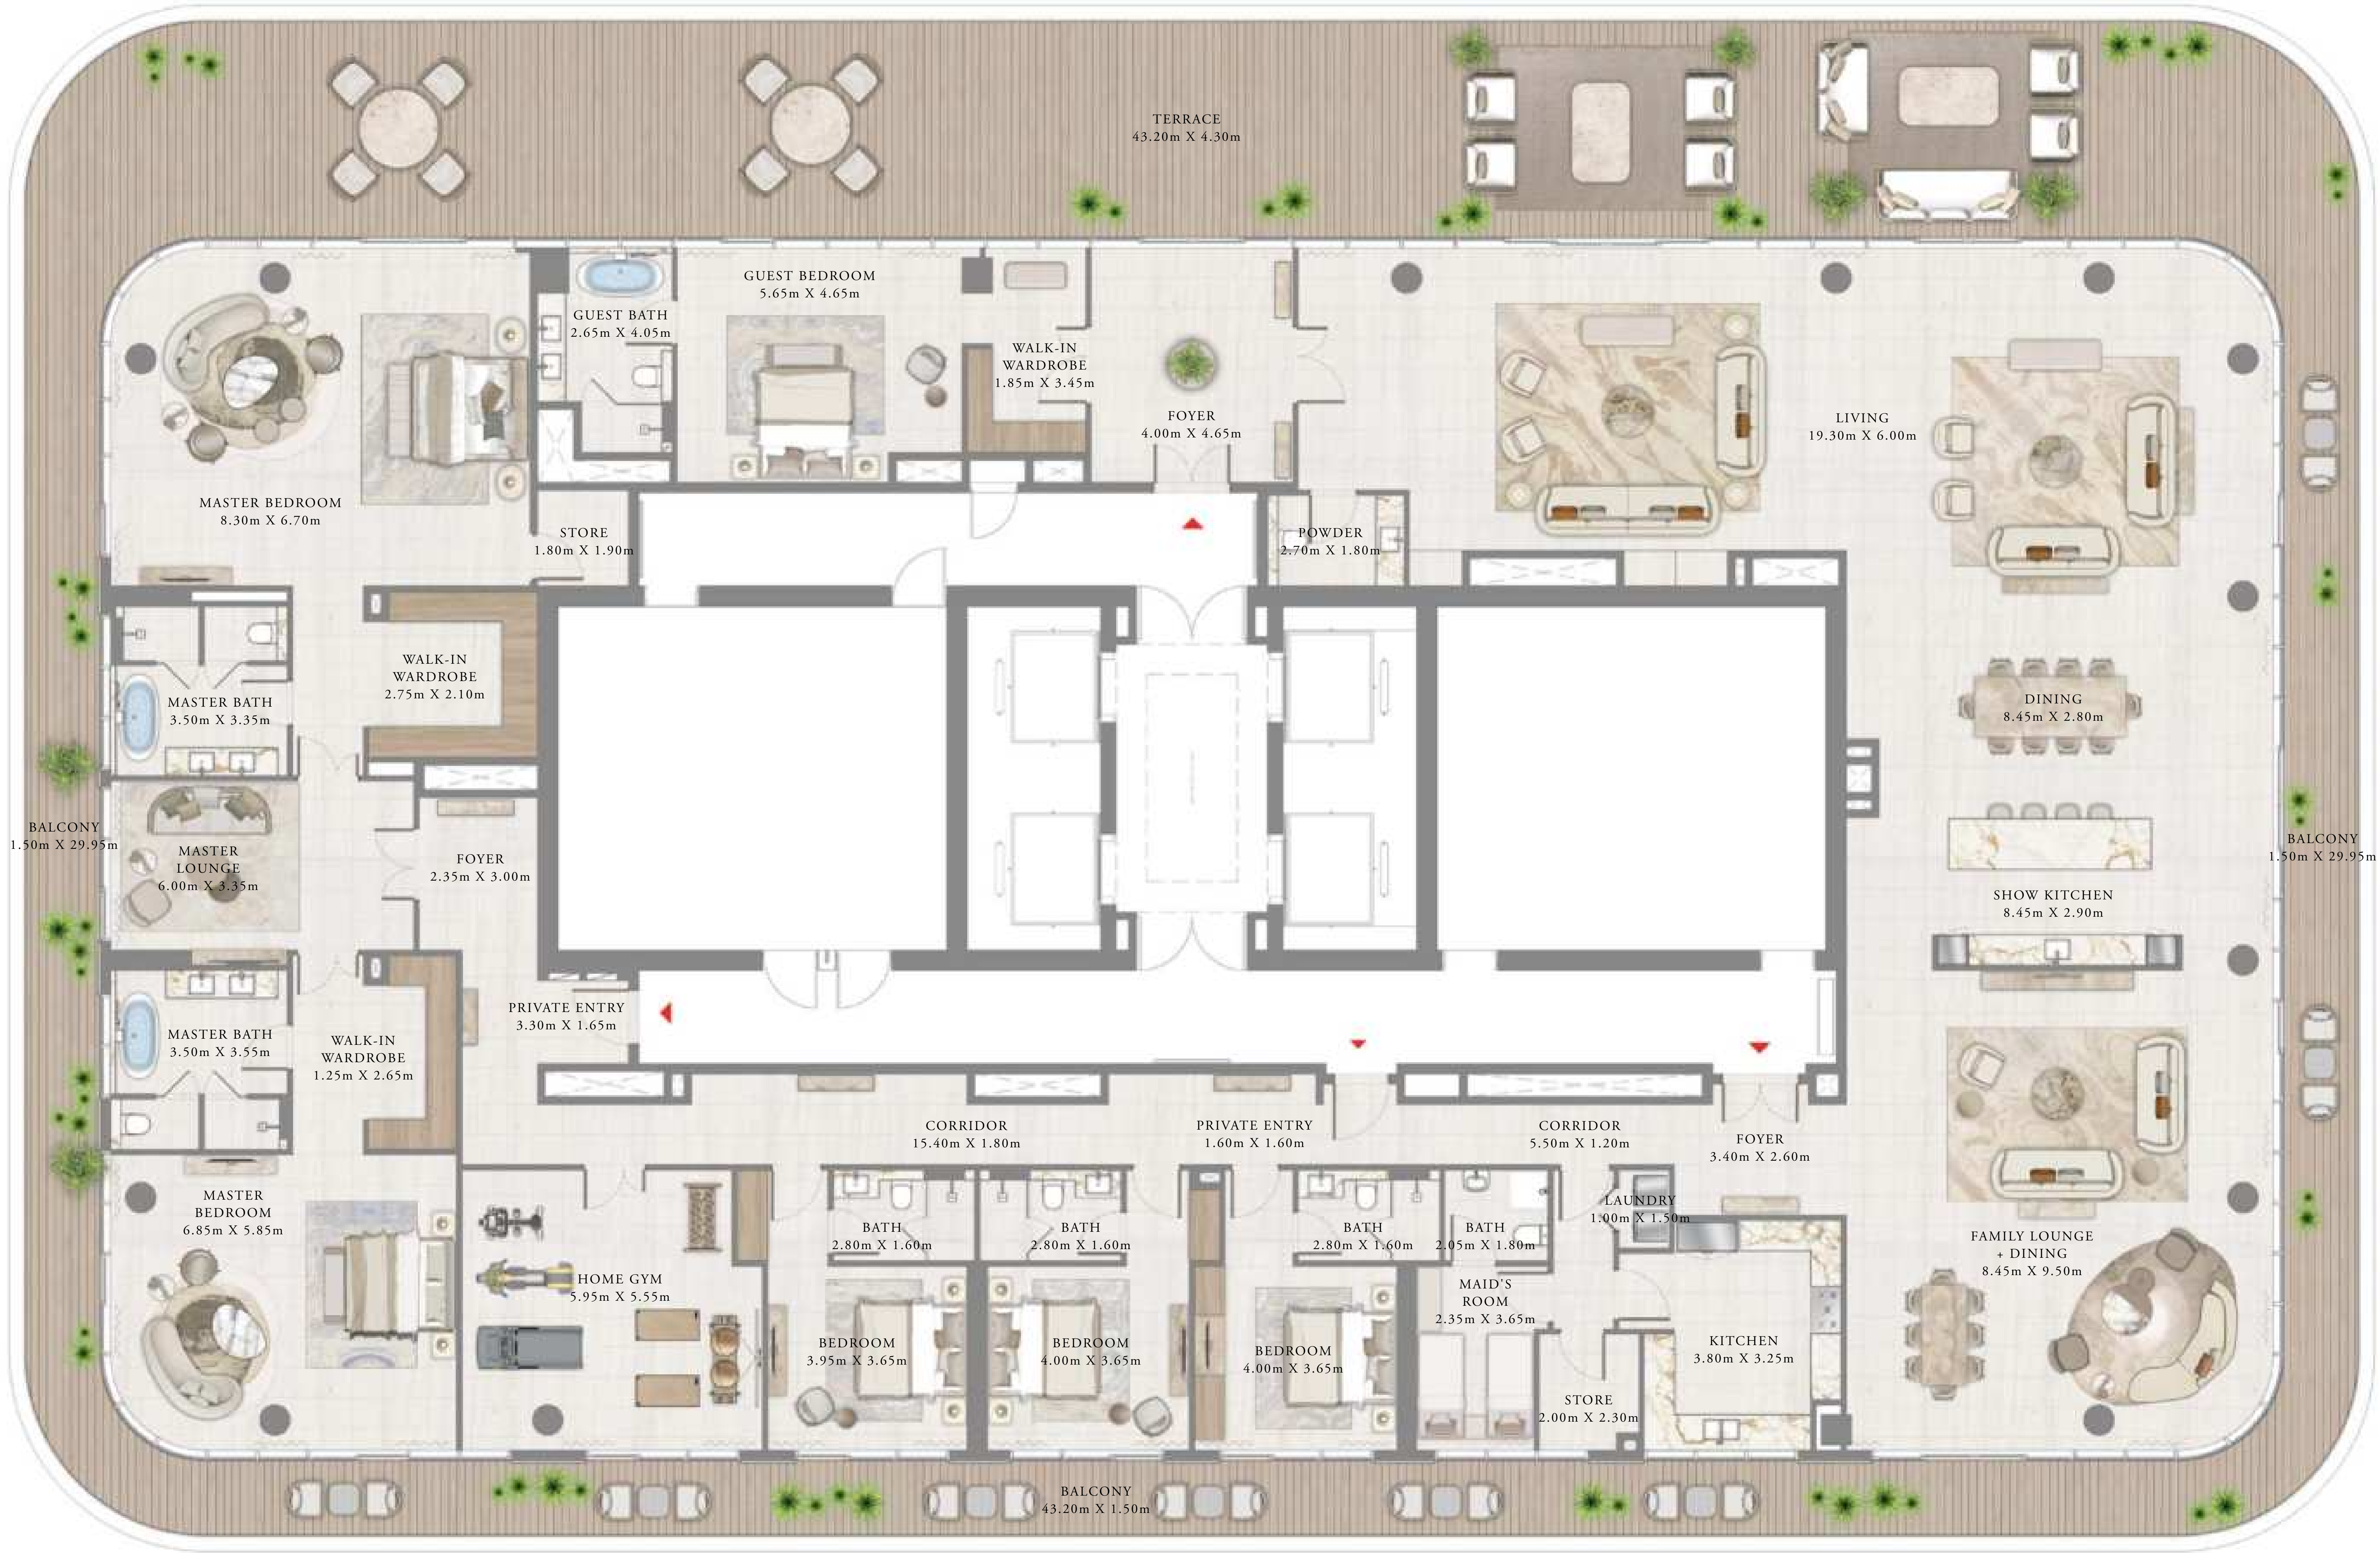 TERRACE
43.20m X 4.30m
GUEST BEDROOM
5.65m X 4.65m
GUEST BATH
2.65m X 4.05m
WALK-IN
WARDROBE
1.85m X 3.45m
FOYER
4.00m X 4.65m
LIVING
19.30m X 6.00m
MASTER BEDROOM
8.30m X 6.70m
STORE
1.80m X 1.90m
POWDER
2.70m X 1.80m
WALK-IN
WARDROBE
2.75m X 2.10m
MASTER BATH
3.50m X 3.35m
DINING
8.45m X 2.80m
BALCONY
1.50m X 29.95m
MASTER
LOUNGE
6.00m X 3.35m
FOYER
2.35m X 3.00m
BALCONY
1.50m X 29.95m
SHOW KITCHEN
8.45m X 2.90m
PRIVATE ENTRY
3.30m X 1.65m
MASTER BATH
3.50m X 3.55m
WALK-IN
WARDROBE
1.25m X 2.65m
CORRIDOR
15.40m X 1.80m
PRIVATE ENTRY
1.60m X 1.60m
CORRIDOR
5.50m X 1.20m
FOYER
3.40m X 2.60m
MASTER
BEDROOM
6.85m X 5.85m
LAUNDRY
1.00m X 1.50m
BATH
2.80m X 1.60m
BATH
2.80m X 1.60m
BATH
2.80m X 1.60m
BATH
2.05m X 1.80m
FAMILY LOUNGE
+ DINING
8.45m X 9.50m
HOME GYM
5.95m X 5.55m
MAID'S
ROOM
2.35m X 3.65m
BEDROOM
3.95m X 3.65m
BEDROOM
4.00m X 3.65m
BEDROOM
4.00m X 3.65m
KITCHEN
3.80m X 3.25m
STORE
2.00m X 2.30m
BALCONY
43.20m X 1.50m